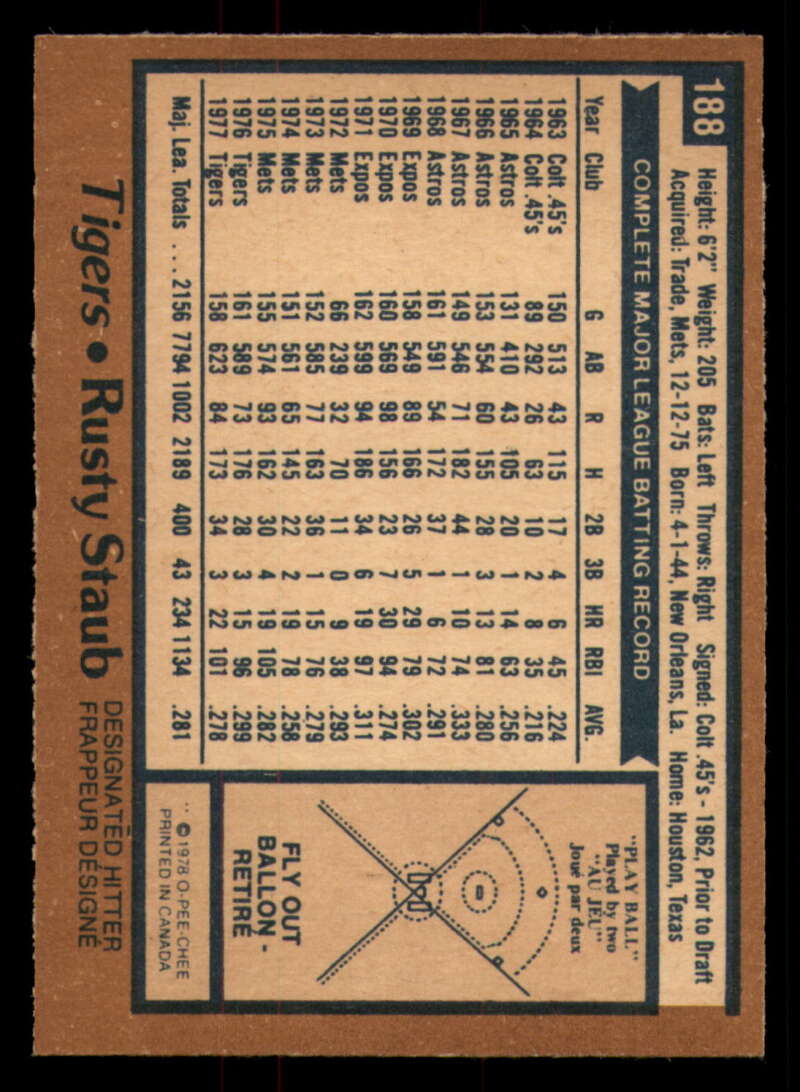 188
Height: 6'2" Weight: 205 Bats: Left Throws: Right Signed: Colt .45's - 1962, Prior to Draft
Acquired: Trade, Mets, 12-12-75 Born: 4-1-44, New Orleans, La. Home: Houston, Texas
COMPLETE MAJOR LEAGUE BATTING RECORD
Year Club G AB R H 2B 3B HR RBI AVG.
1963 Colt .45's 150 513 43 115 17 4 6 45 .224
1964 Colt .45's 89 292 26 63 10 2 8 35 .216
1965 Astros 131 410 43 105 20 1 14 63 .256
1966 Astros 153 554 60 155 28 3 13 81 .280
1967 Astros 149 546 71 182 44 1 10 74 .333
1968 Astros 161 591 54 172 37 1 6 72 .291
1969 Expos 158 549 89 166 26 5 29 79 .302
1970 Expos 160 569 98 156 23 7 30 94 .274
1971 Expos 162 599 94 186 34 6 19 97 .311
1972 Mets 66 239 32 70 11 0 9 38 .293
1973 Mets 152 585 77 163 36 1 15 76 .279
1974 Mets 151 561 65 145 22 2 19 78 .258
1975 Mets 155 574 93 162 30 4 19 105 .282
1976 Tigers 161 589 73 176 28 3 15 96 .299
1977 Tigers 158 623 84 173 34 3 22 101 .278
Maj. Lea. Totals ... 2156 7794 1002 2189 400 43 234 1134 .281
"PLAY BALL"
Played by two
"AU JEU"
Joué par deux
FLY OUT
BALLON -
RETIRÉ
** © 1978 O-PEE-CHEE
PRINTED IN CANADA
Tigers • Rusty Staub
DESIGNATED HITTER
FRAPPEUR DÉSIGNÉ